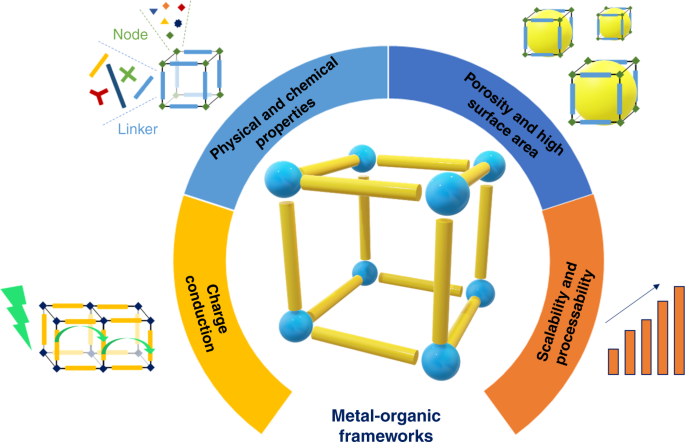 Node
Linker
Physical and chemical
properties
Porosity and high
surface area
Charge
conduction
Scalability and
processability
Metal-organic
frameworks